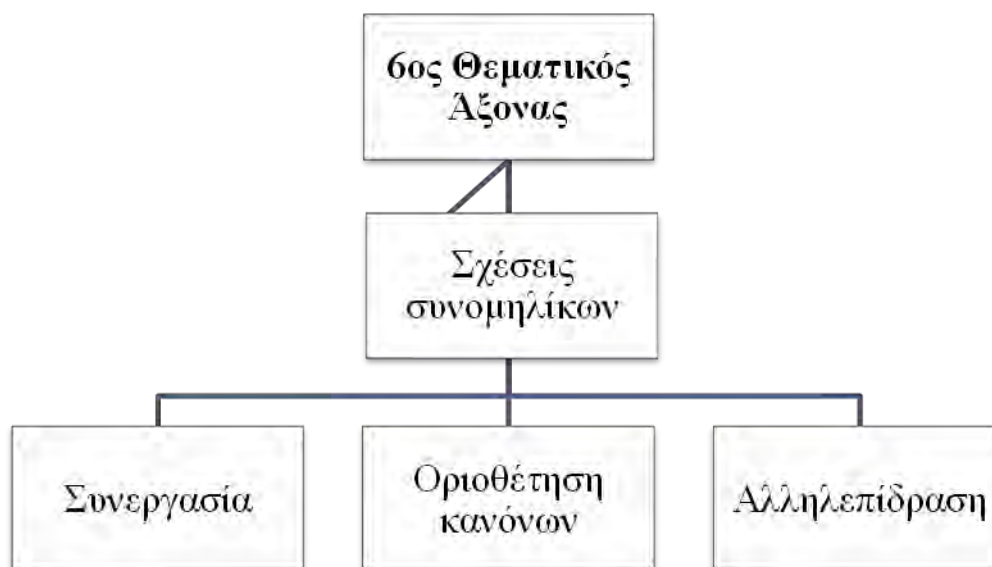 6ος Θεματικός
Άξονας
Σχέσεις
συνομηλίκων
Συνεργασία
Οριοθέτηση
κανόνων
Αλληλεπίδραση